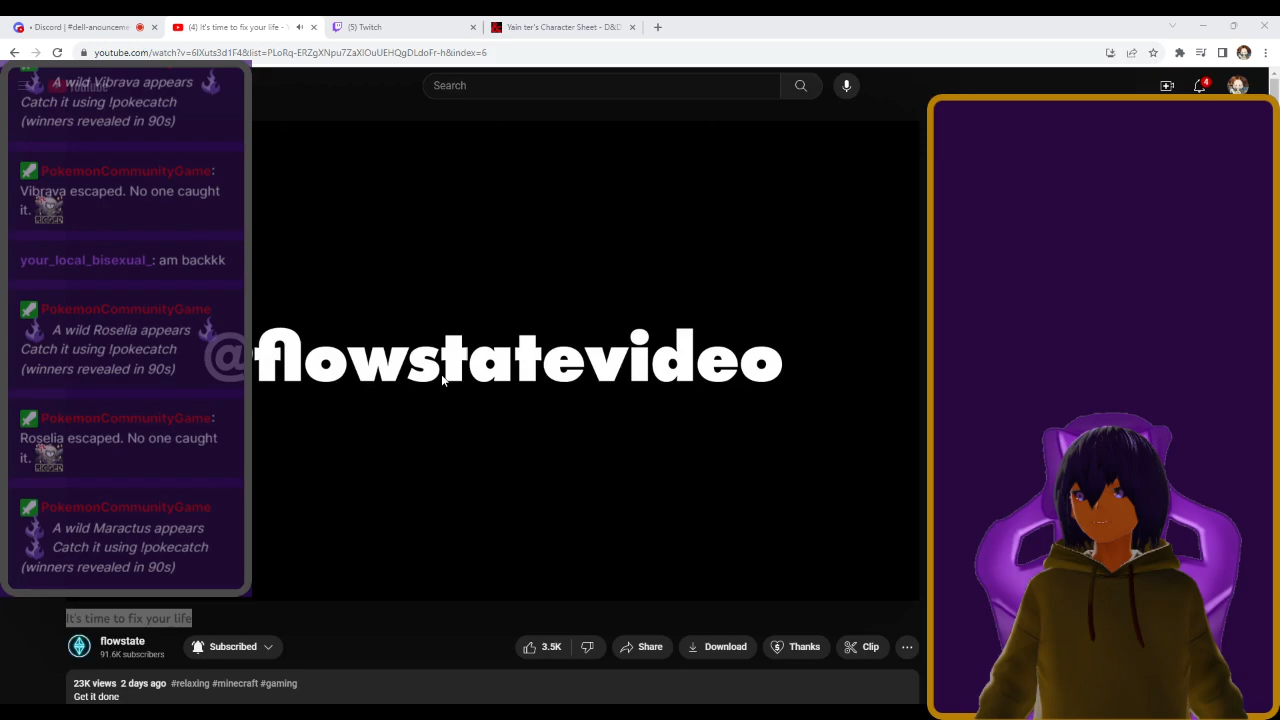 • Discord | #dell-announceme
(4) It's time to fix your life -
(5) Twitch
Yain ter's Character Sheet - D&D
youtube.com/watch?v=6IXuts3d1F4&list=PLoRq-ERZgXNpu7ZaXIOuUEHQgDLdoFr-h&index=6
Search
4
A wild Vibrava appears
Catch it using !pokecatch
(winners revealed in 90s)
PokemonCommunityGame:
Vibrava escaped. No one caught
it.
RIGGED
your_local_bisexual_: am backkk
PokemonCommunityGame
A wild Roselia appears
Catch it using !pokecatch
(winners revealed in 90s)
PokemonCommunityGame:
Roselia escaped. No one caught
it.
RIGGED
PokemonCommunityGame
A wild Maractus appears
Catch it using !pokecatch
(winners revealed in 90s)
@flowstatevideo
It's time to fix your life
flowstate
91.6K subscribers
Subscribed
3.5K
Share
Download
Thanks
Clip
23K views 2 days ago #relaxing #minecraft #gaming
Get it done